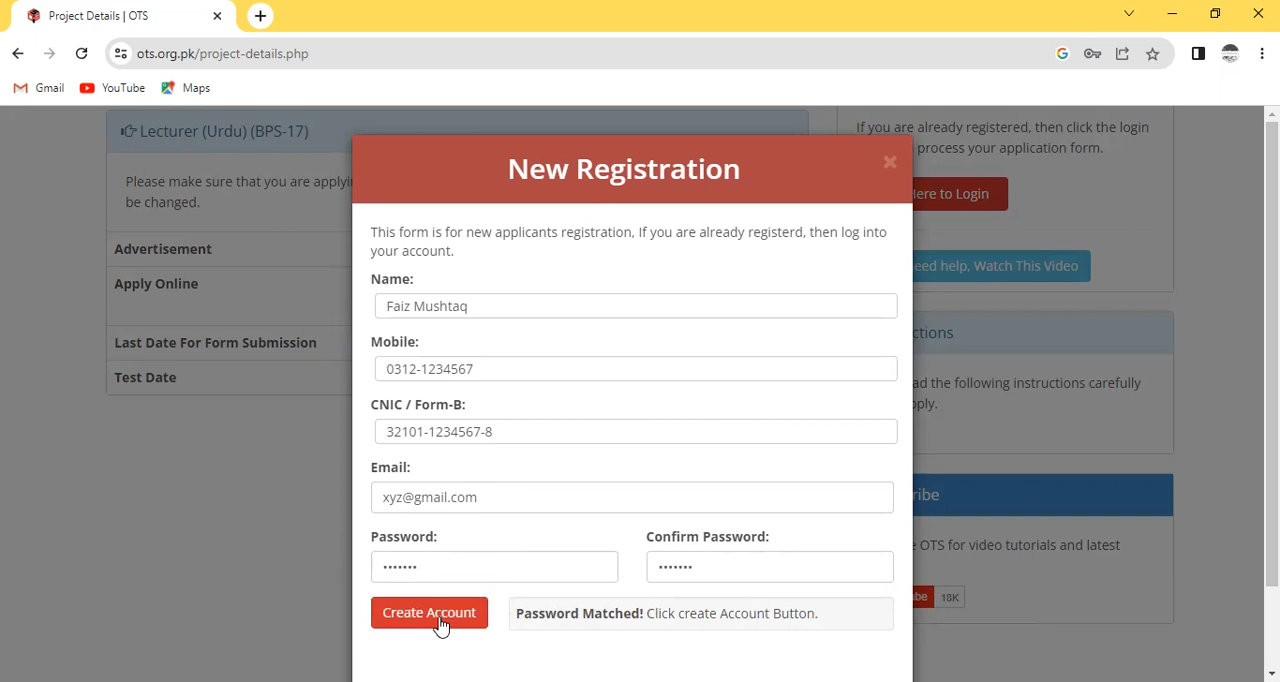 Project Details | OTS
ots.org.pk/project-details.php
Gmail YouTube Maps
Lecturer (Urdu) (BPS-17)
Please make sure that you are applyi
be changed.
Advertisement
Apply Online
Last Date For Form Submission
Test Date
New Registration
This form is for new applicants registration, If you are already registerd, then log into
your account.
Name:
Faiz Mushtaq
Mobile:
0312-1234567
CNIC / Form-B:
32101-1234567-8
Email:
xyz@gmail.com
Password: Confirm Password:
••••••• •••••••
Create Account
Password Matched! Click create Account Button.
If you are already registered, then click the login
process your application form.
Here to Login
eed help, Watch This Video
ctions
ad the following instructions carefully
pply.
ribe
OTS for video tutorials and latest
be 18K